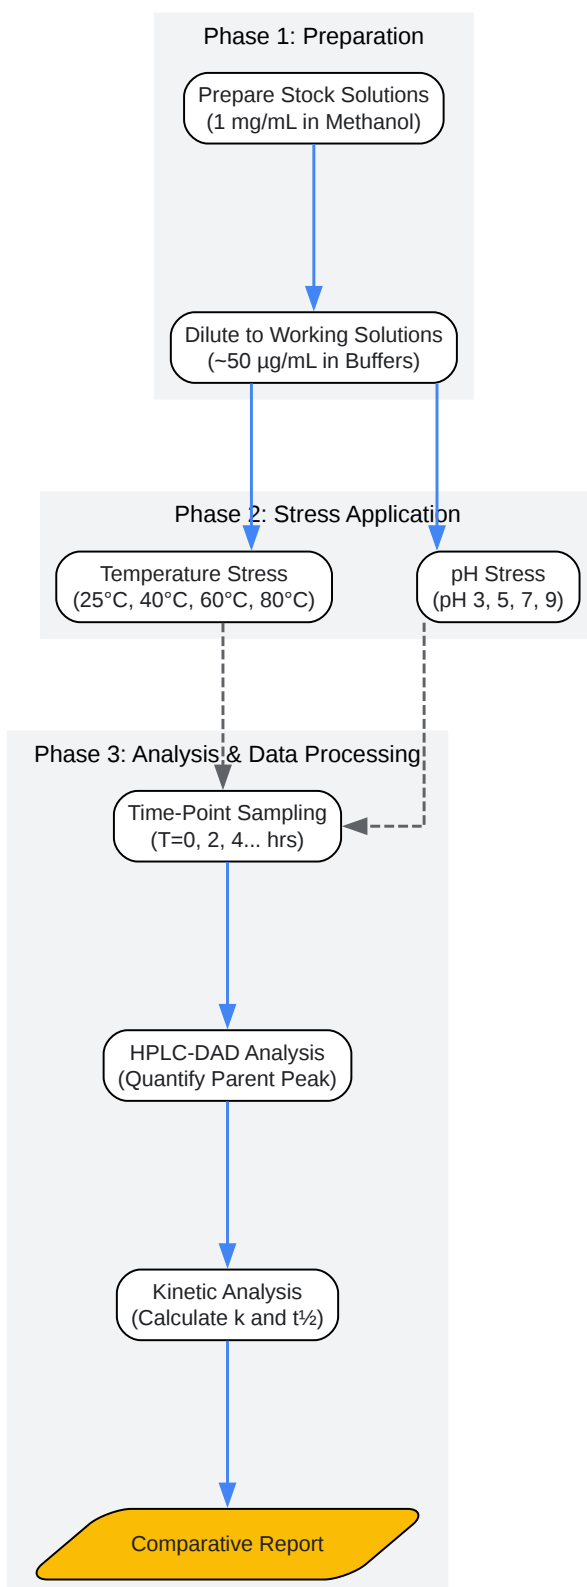 Phase 1: Preparation
Prepare Stock Solutions
(1 mg/mL in Methanol)
Dilute to Working Solutions
(~50 µg/mL in Buffers)
Phase 2: Stress Application
Temperature Stress
(25°C, 40°C, 60°C, 80°C)
pH Stress
(pH 3, 5, 7, 9)
Phase 3: Analysis & Data Processing
Time-Point Sampling
(T=0, 2, 4... hrs)
HPLC-DAD Analysis
(Quantify Parent Peak)
Kinetic Analysis
(Calculate k and t½)
Comparative Report